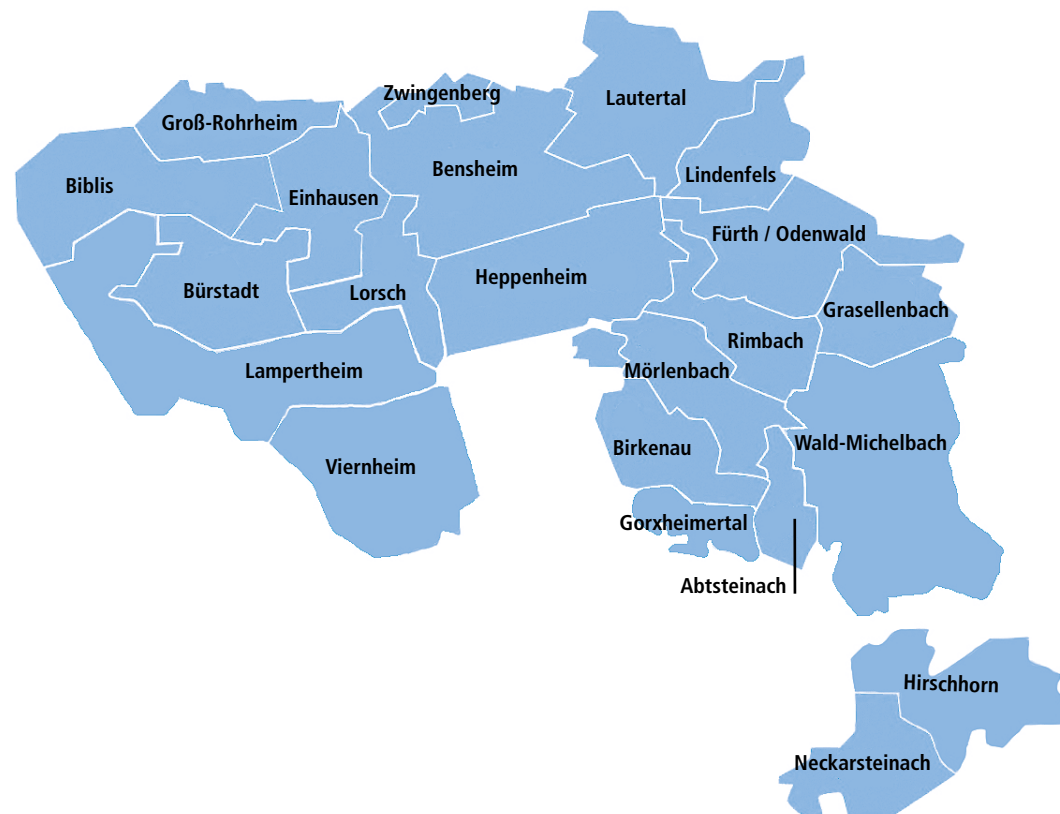 Zwingenberg
Lautertal
Groß-Rohrheim
Bensheim
Lindenfels
Biblis
Einhausen
Fürth / Odenwald
Heppenheim
Bürstadt
Lorsch
Grasellenbach
Rimbach
Lampertheim
Mörlenbach
Wald-Michelbach
Birkenau
Viernheim
Gorxheimertal
Abtsteinach
Hirschhorn
Neckarsteinach